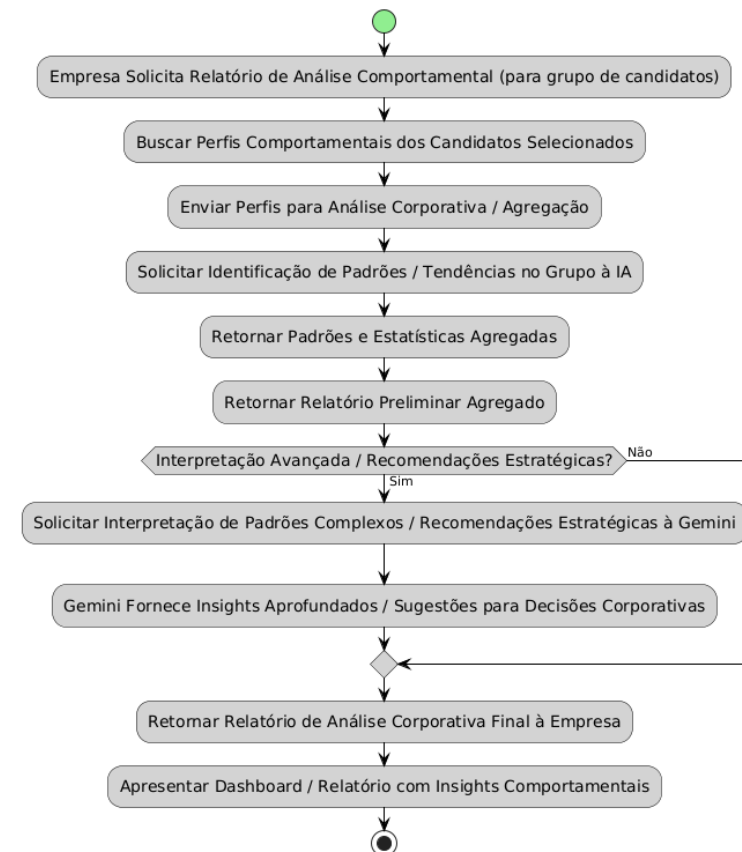 Empresa Solicita Relatório de Análise Comportamental (para grupo de candidatos)
Buscar Perfis Comportamentais dos Candidatos Selecionados
Enviar Perfis para Análise Corporativa / Agregação
Solicitar Identificação de Padrões / Tendências no Grupo à IA
Retornar Padrões e Estatísticas Agregadas
Retornar Relatório Preliminar Agregado
Interpretação Avançada / Recomendações Estratégicas?
Não
Sim
Solicitar Interpretação de Padrões Complexos / Recomendações Estratégicas à Gemini
Gemini Fornece Insights Aprofundados / Sugestões para Decisões Corporativas
Retornar Relatório de Análise Corporativa Final à Empresa
Apresentar Dashboard / Relatório com Insights Comportamentais